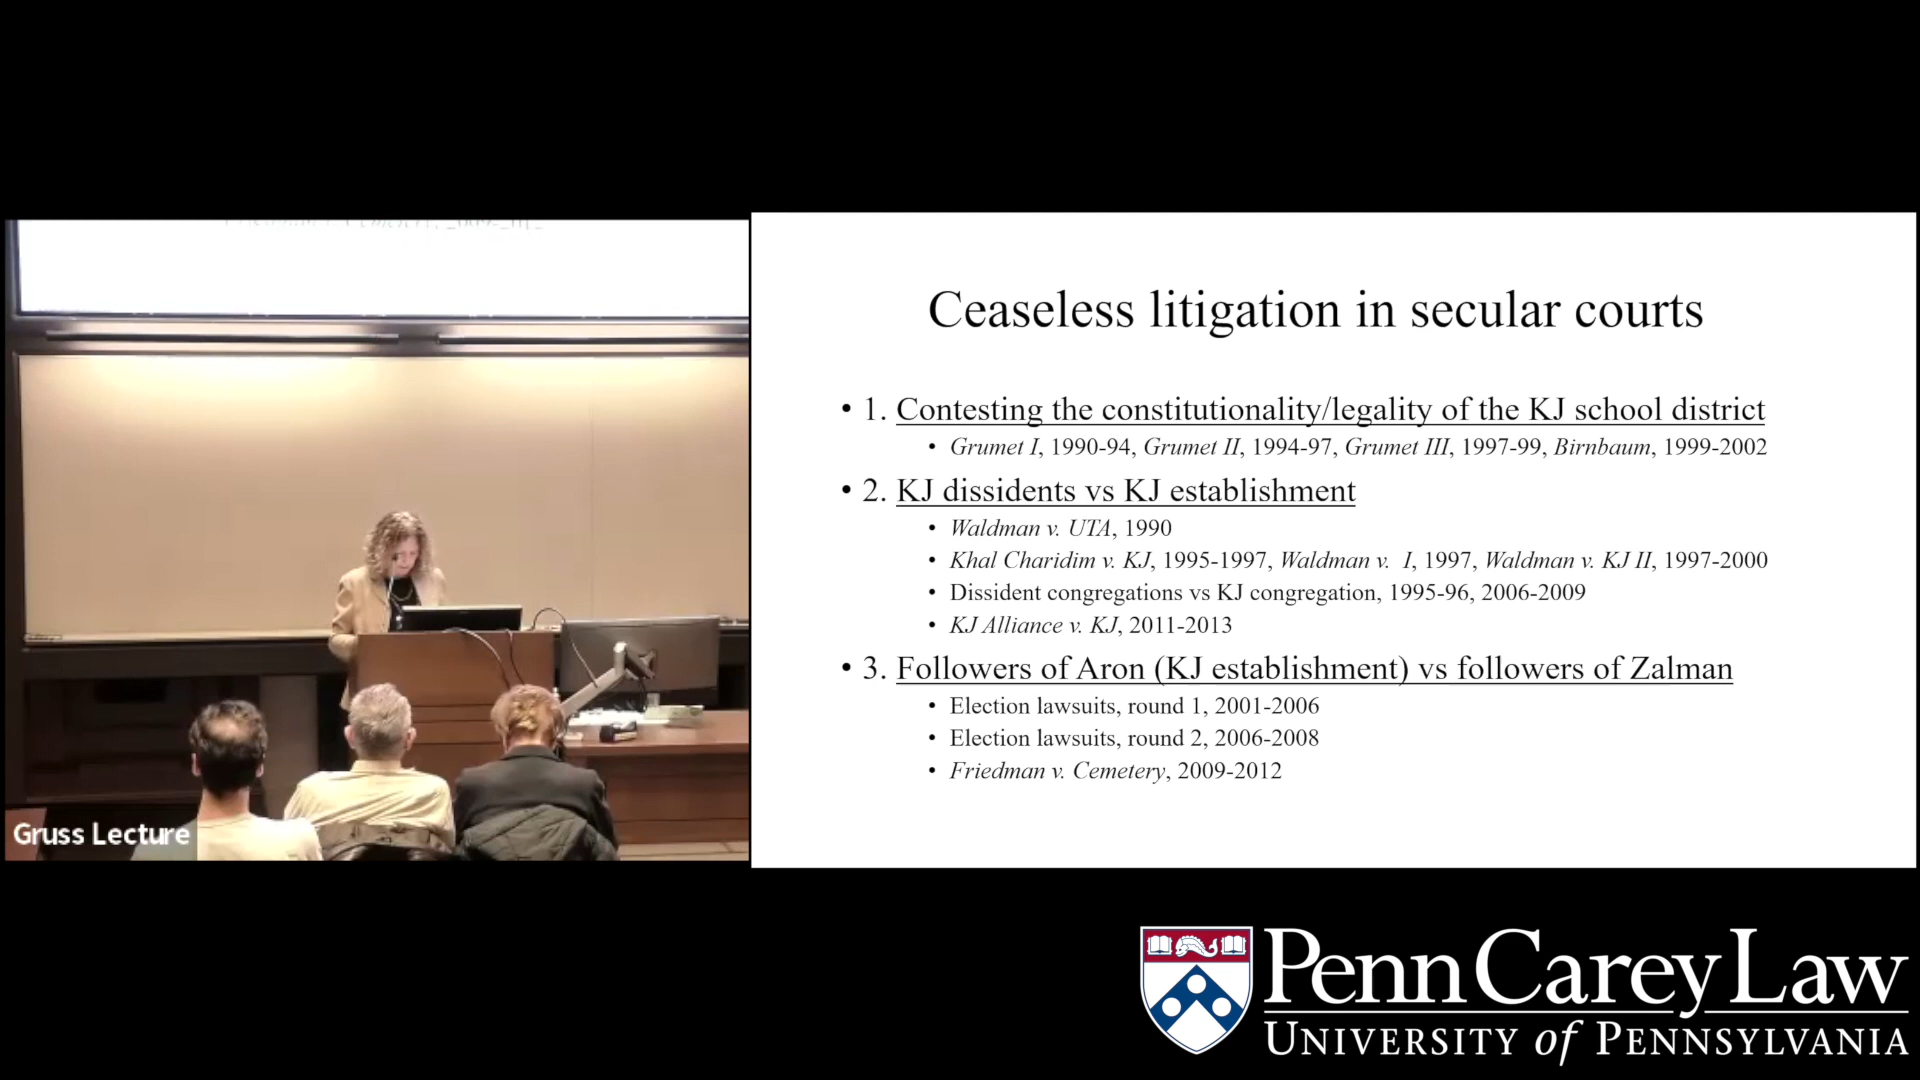 Ceaseless litigation in secular courts
• 1. Contesting the constitutionality/legality of the KJ school district
• Grumet I, 1990-94, Grumet II, 1994-97, Grumet III, 1997-99, Birnbaum, 1999-2002
• 2. KJ dissidents vs KJ establishment
• Waldman v. UTA, 1990
• Khal Charidim v. KJ, 1995-1997, Waldman v. I, 1997, Waldman v. KJ II, 1997-2000
• Dissident congregations vs KJ congregation, 1995-96, 2006-2009
• KJ Alliance v. KJ, 2011-2013
• 3. Followers of Aron (KJ establishment) vs followers of Zalman
• Election lawsuits, round 1, 2001-2006
• Election lawsuits, round 2, 2006-2008
• Friedman v. Cemetery, 2009-2012
Gruss Lecture
Penn Carey Law
UNIVERSITY of PENNSYLVANIA